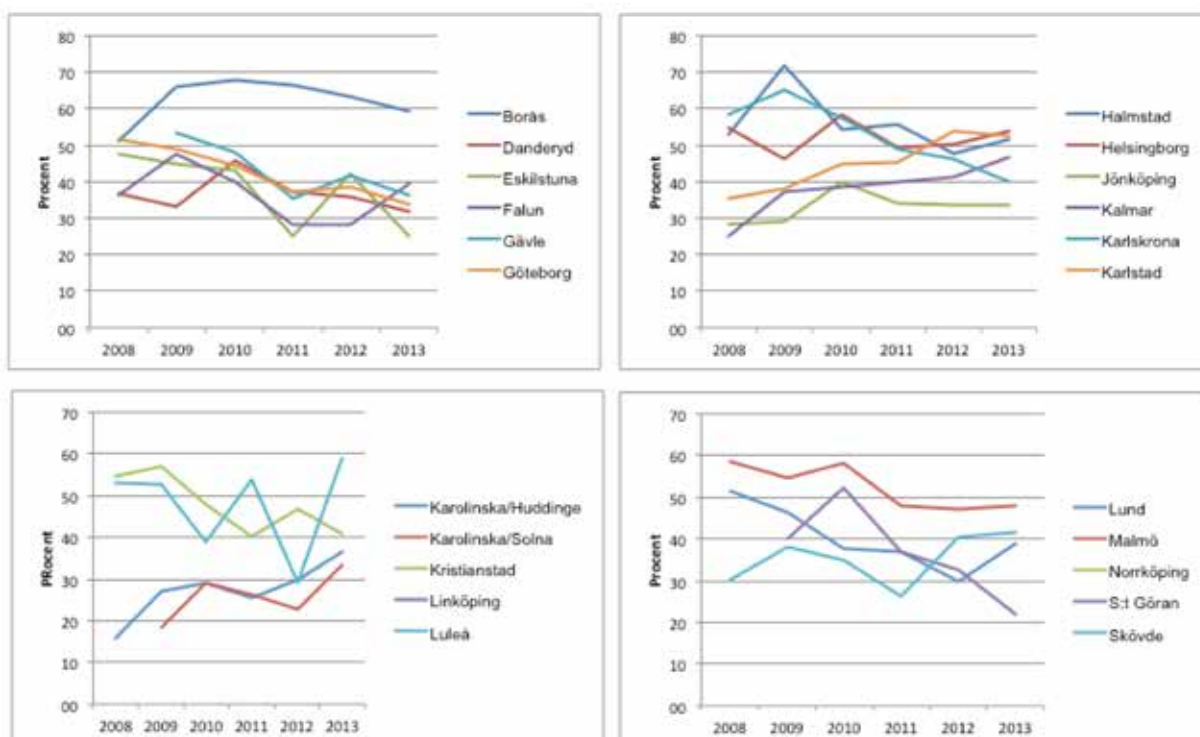 80
70
60
50
40
30
20
10
00
Procent
2008 2009 2010 2011 2012 2013
Borås
Danderyd
Eskilstuna
Falun
Gävle
Göteborg
80
70
60
50
40
30
20
10
00
Procent
2008 2009 2010 2011 2012 2013
Halmstad
Helsingborg
Jönköping
Kalmar
Karlskrona
Karlstad
70
60
50
40
30
20
10
00
PRocent
2008 2009 2010 2011 2012 2013
Karolinska/Huddinge
Karolinska/Solna
Kristianstad
Linköping
Luleå
70
60
50
40
30
20
10
00
Procent
2008 2009 2010 2011 2012 2013
Lund
Malmö
Norrköping
S:t Göran
Skövde